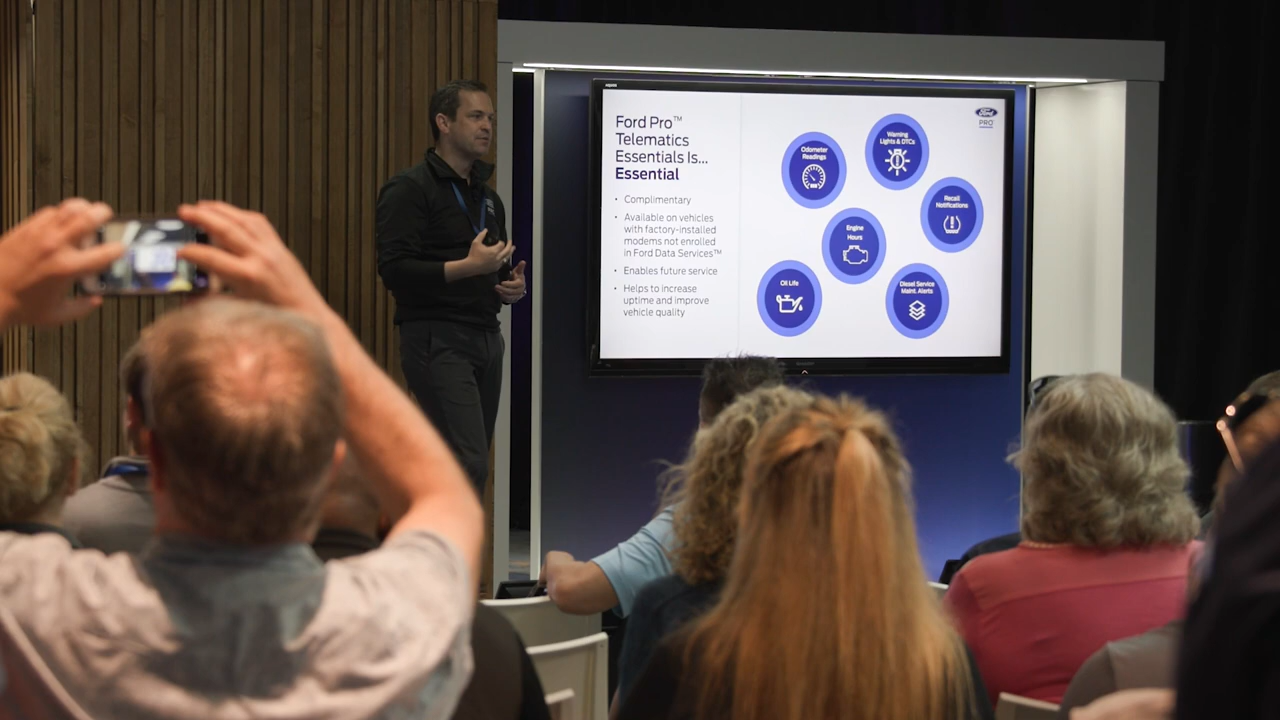 Ford Pro™
Telematics
Essentials Is...
Essential
• Complimentary
• Available on vehicles
with factory-installed
modems not enrolled
in Ford Data Services™
• Enables future service
• Helps to increase
uptime and improve
vehicle quality
Odometer
Readings
Warning
Lights & DTCs
Recall
Notifications
Engine
Hours
Oil Life
Diesel Service
Maint. Alerts
Ford
PRO